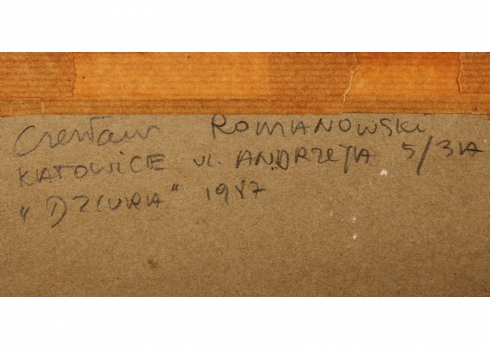 Czesław ROMANOWSKI
KATOWICE UL. ANDRZEJA 5/31A
"DZIURA" 1987